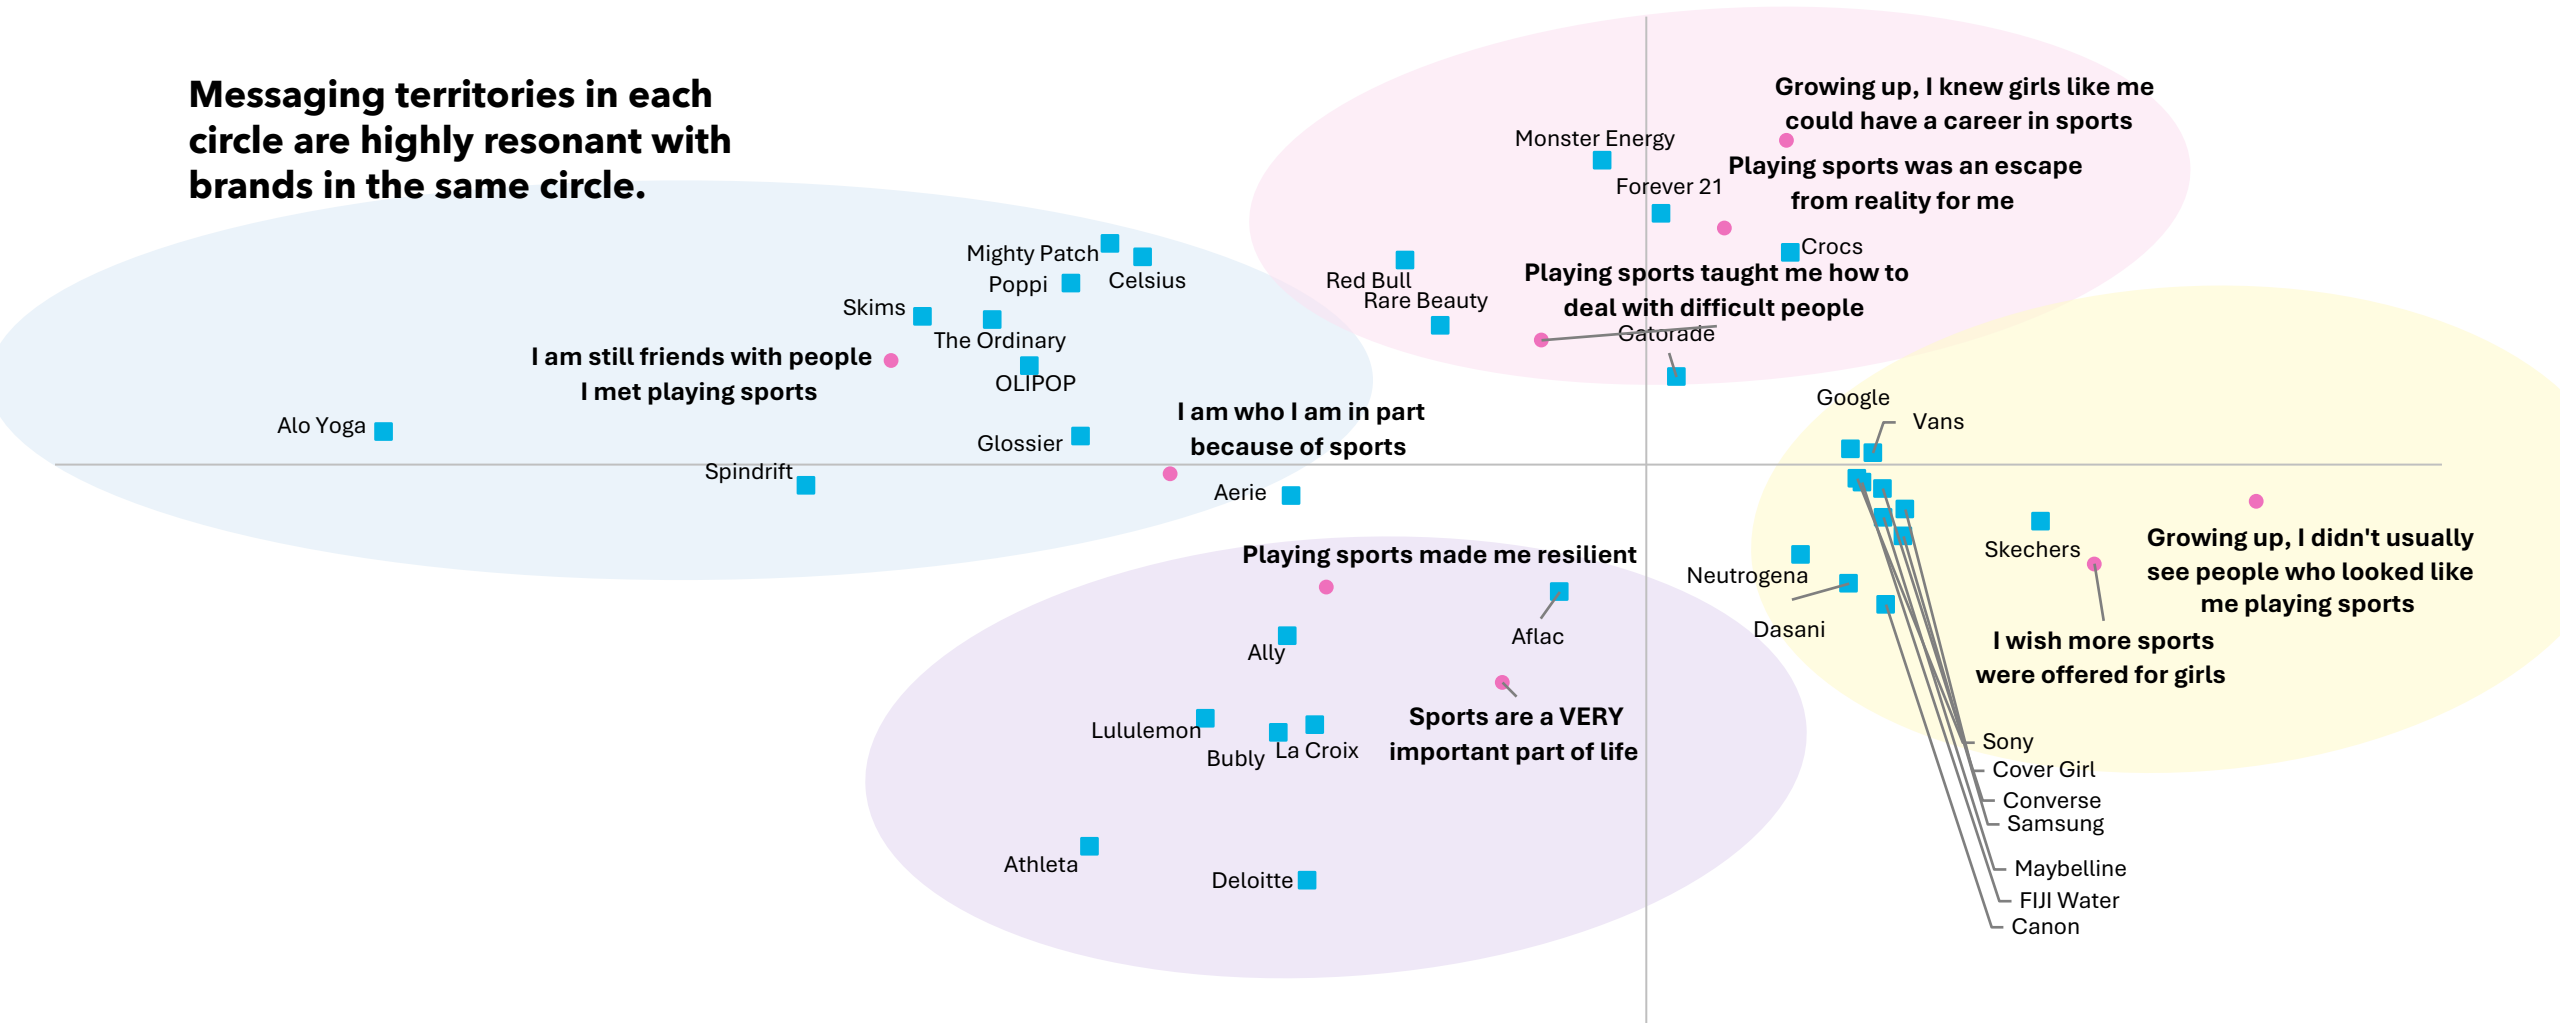 Messaging territories in each
circle are highly resonant with
brands in the same circle.
Growing up, I knew girls like me
could have a career in sports
Monster Energy
Playing sports was an escape
from reality for me
Forever 21
Crocs
Red Bull
Rare Beauty
Playing sports taught me how to
deal with difficult people
Gatorade
Mighty Patch
Celsius
Poppi
Skims
The Ordinary
I am still friends with people
I met playing sports
OLIPOP
Alo Yoga
Glossier
I am who I am in part
because of sports
Spindrift
Aerie
Google
Vans
Skechers
Growing up, I didn't usually
see people who looked like
me playing sports
Neutrogena
Dasani
I wish more sports
were offered for girls
Playing sports made me resilient
Aflac
Ally
Sports are a VERY
important part of life
Lululemon
Bubly
La Croix
Athleta
Deloitte
Sony
Cover Girl
Converse
Samsung
Maybelline
FIJI Water
Canon